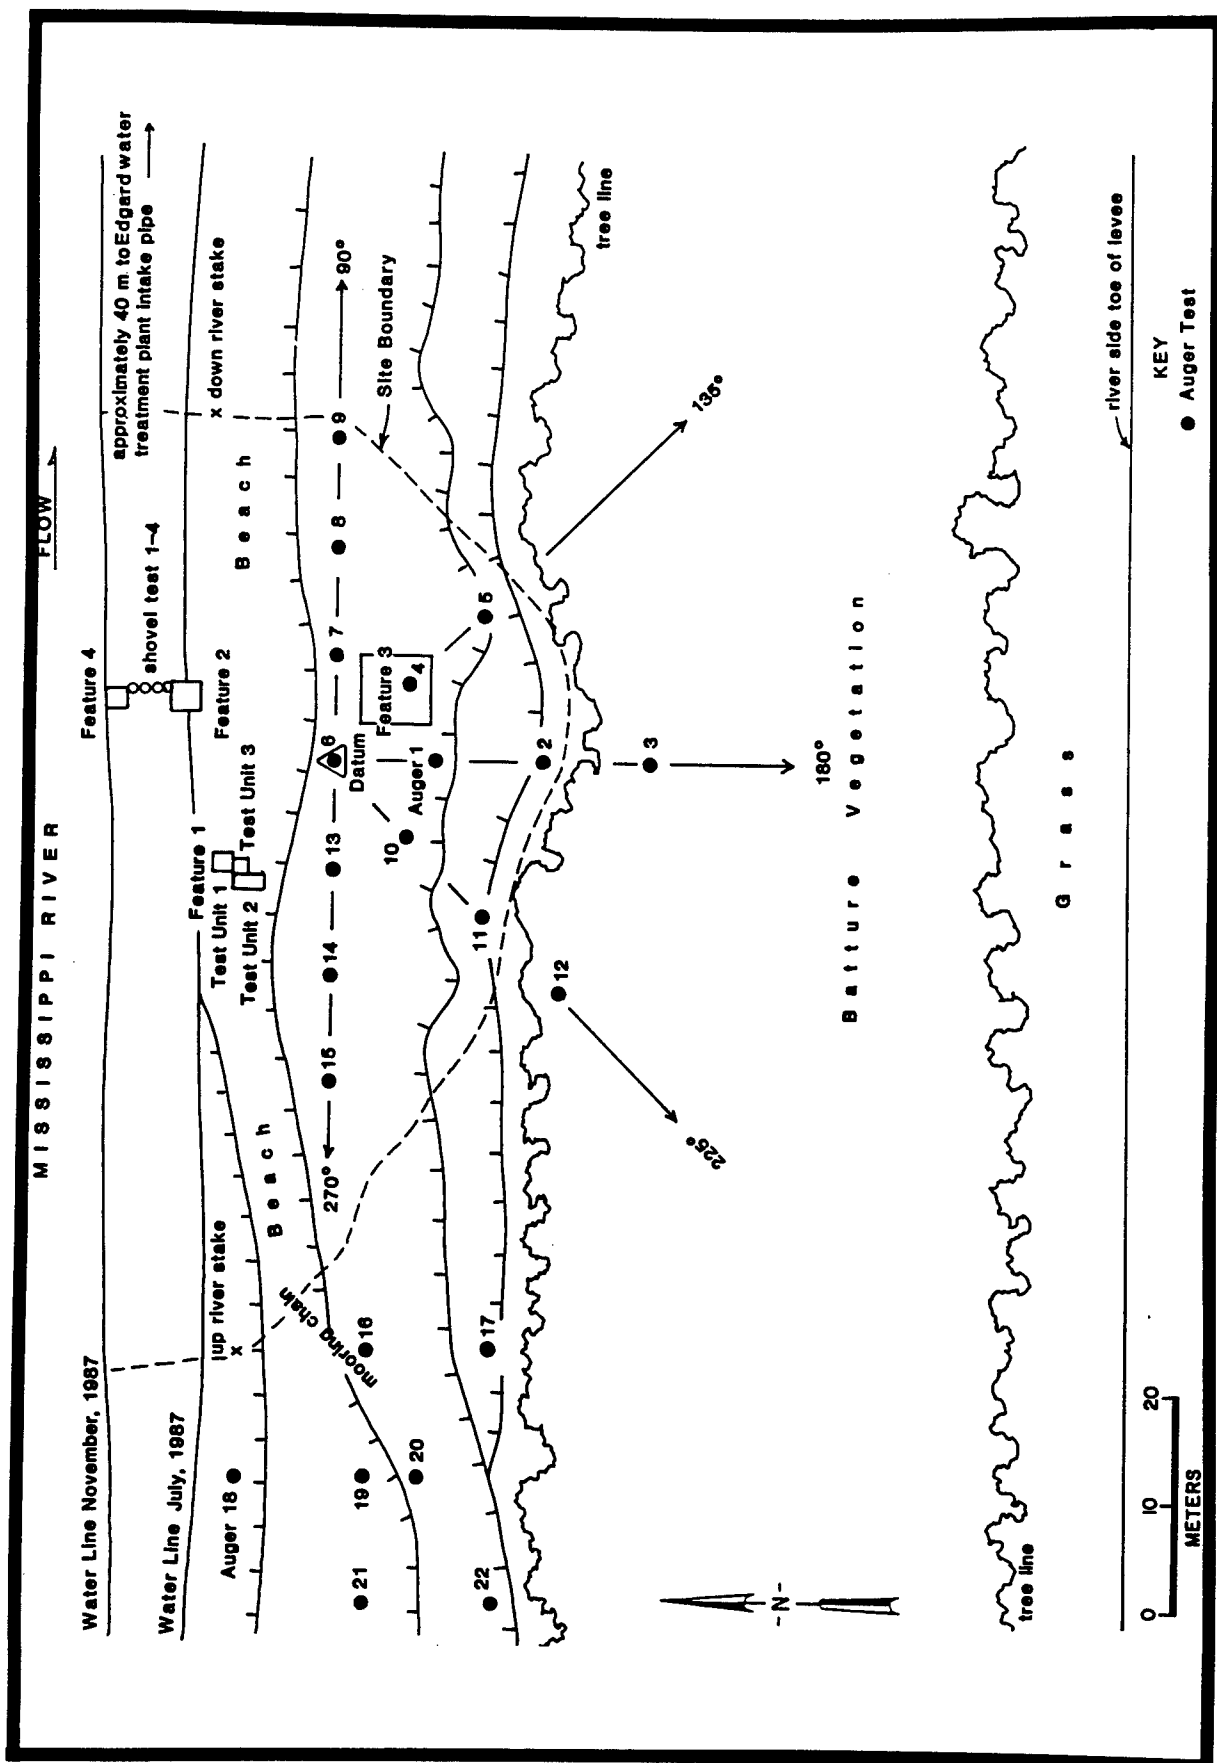 MISSISSIPPI RIVER
FLOW
Water Line November, 1987
Feature 4
approximately 40 m to Edgard water
treatment plant intake pipe
shovel test 1-4
Water Line July, 1987
Feature 1
Feature 2
up river stake
x
x down river stake
Test Unit 1
Test Unit 2
Test Unit 3
Beach
Beach
Auger 18
270°
15
14
13
6
7
8
9
90°
Datum
Site Boundary
mooring chain
16
10
Auger 1
Feature 3
4
21
19
20
22
17
11
5
2
tree line
12
3
135°
225°
180°
Batture Vegetation
-N-
Grass
tree line
river side toe of levee
0 10 20
METERS
KEY
Auger Test